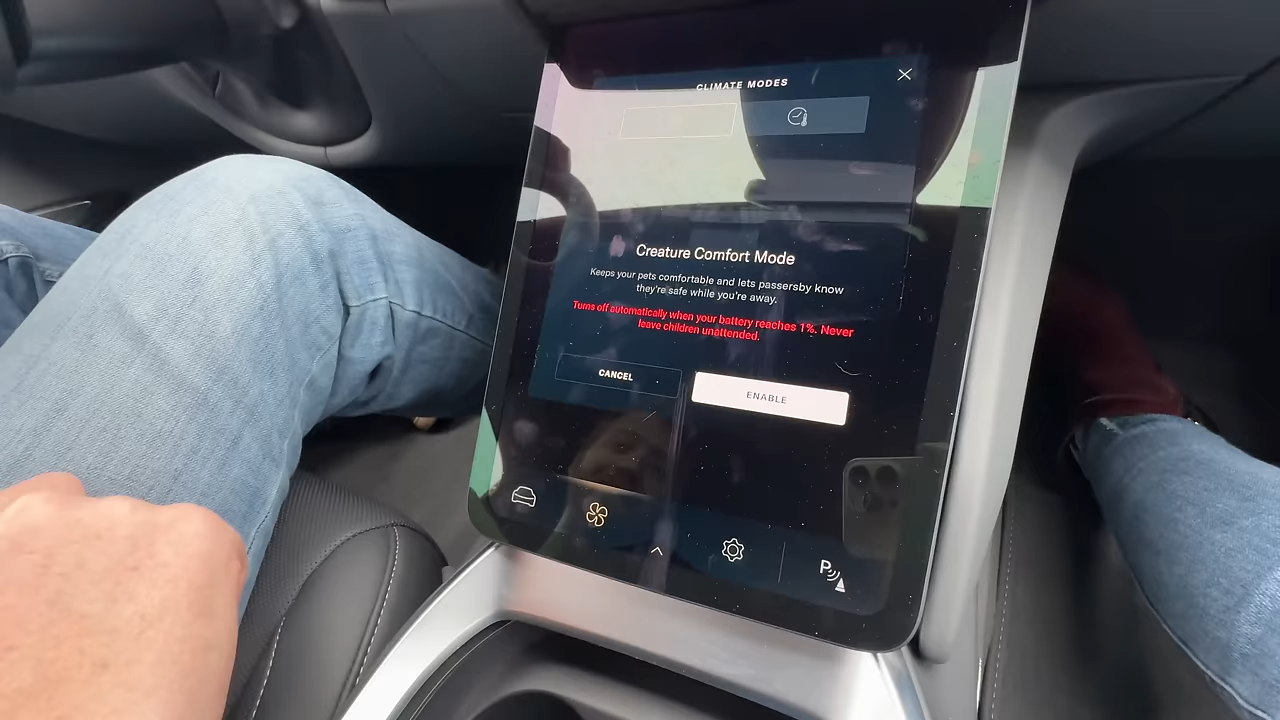 CLIMATE MODES
Creature Comfort Mode
Keeps your pets comfortable and lets passersby know
they're safe while you're away.
Turns off automatically when your battery reaches 1%. Never
leave children unattended.
CANCEL
ENABLE
P